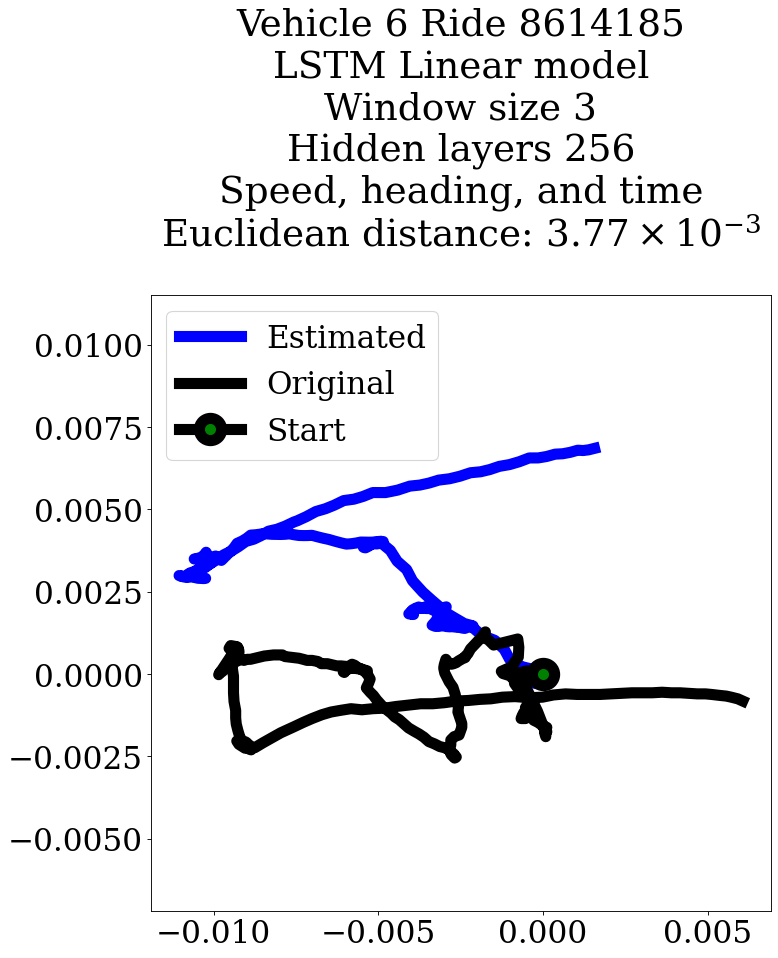 Vehicle 6 Ride 8614185
LSTM Linear model
Window size 3
Hidden layers 256
Speed, heading, and time
Euclidean distance: 3.77 × 10⁻³
Estimated
Original
Start
0.0100
0.0075
0.0050
0.0025
0.0000
−0.0025
−0.0050
−0.010 −0.005 0.000 0.005